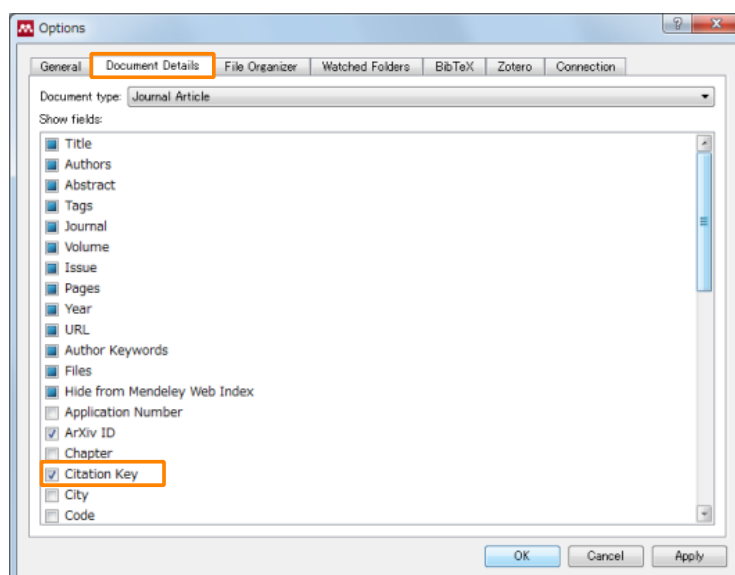 Options
General Document Details File Organizer Watched Folders BibTeX Zotero Connection
Document type: Journal Article
Show fields:
Title
Authors
Abstract
Tags
Journal
Volume
Issue
Pages
Year
URL
Author Keywords
Files
Hide from Mendeley Web Index
Application Number
ArXiv ID
Chapter
Citation Key
City
Code
OK Cancel Apply